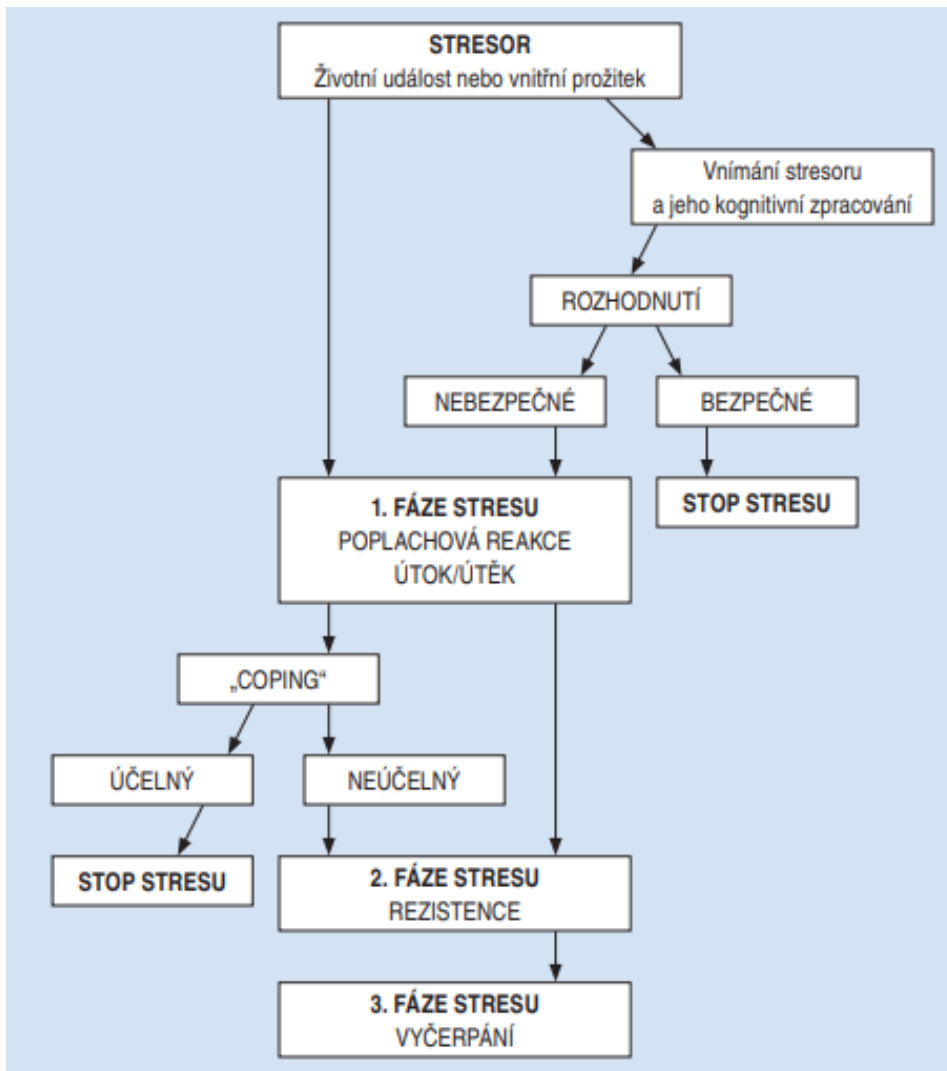 STRESOR
Životní událost nebo vnitřní prožitek
Vnímání stresoru
a jeho kognitivní zpracování
ROZHODNUTÍ
NEBEZPEČNÉ
BEZPEČNÉ
1. FÁZE STRESU
POPLACHOVÁ REAKCE
ÚTOK/ÚTĚK
STOP STRESU
„COPING“
ÚČELNÝ
NEÚČELNÝ
STOP STRESU
2. FÁZE STRESU
REZISTENCE
3. FÁZE STRESU
VYČERPÁNÍ